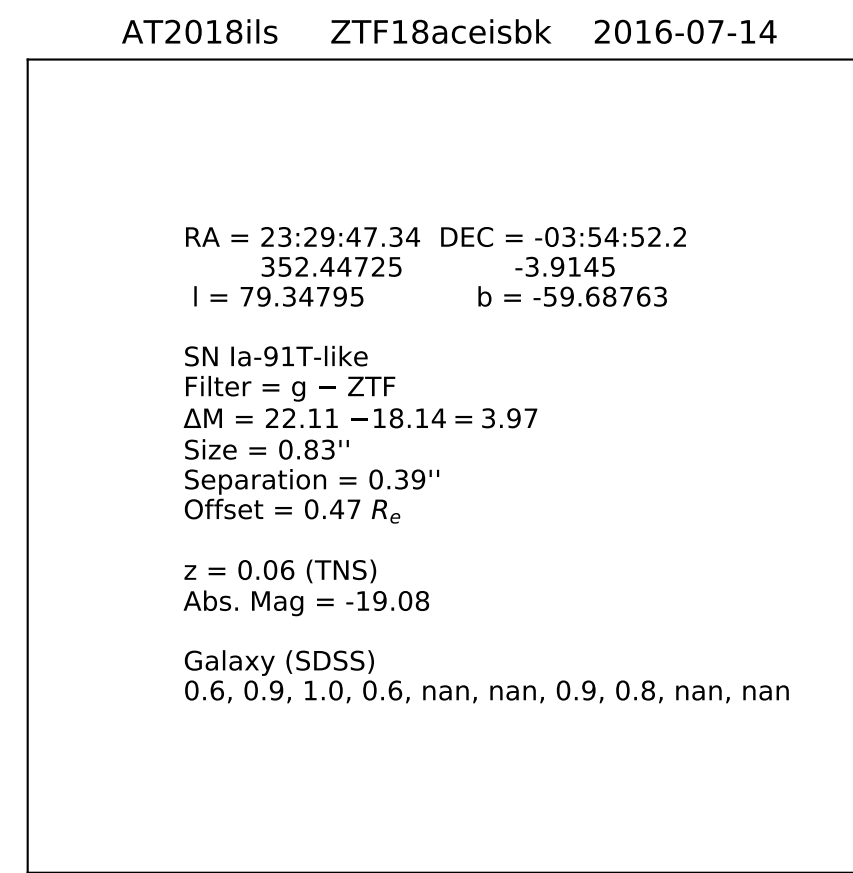 AT2018ils ZTF18aceisbk 2016-07-14
RA = 23:29:47.34 DEC = -03:54:52.2
352.44725 -3.9145
l = 79.34795 b = -59.68763
SN Ia-91T-like
Filter = g − ZTF
ΔM = 22.11 −18.14 = 3.97
Size = 0.83''
Separation = 0.39''
Offset = 0.47 Re
z = 0.06 (TNS)
Abs. Mag = -19.08
Galaxy (SDSS)
0.6, 0.9, 1.0, 0.6, nan, nan, 0.9, 0.8, nan, nan